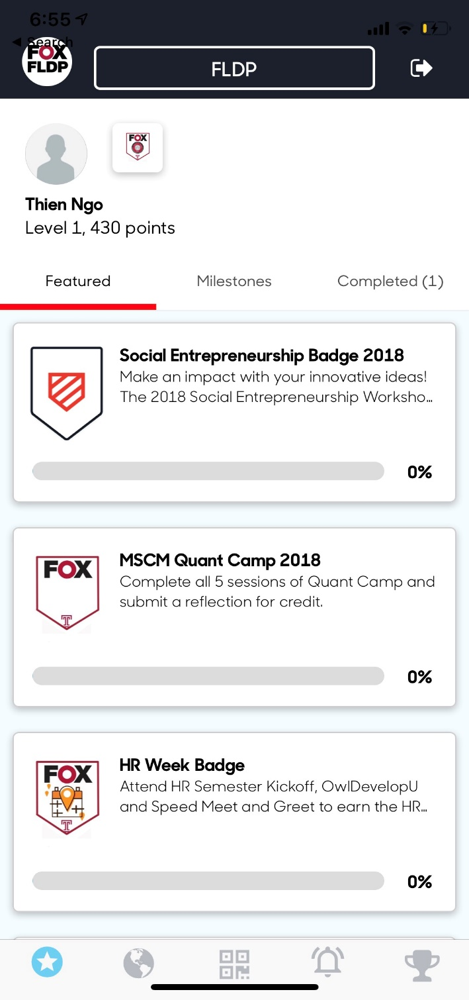 6:55
Search
FOX
FLDP
FLDP
FOX
T
Thien Ngo
Level 1, 430 points
Featured
Milestones
Completed (1)
Social Entrepreneurship Badge 2018
Make an impact with your innovative ideas!
The 2018 Social Entrepreneurship Worksho...
0%
FOX
T
MSCM Quant Camp 2018
Complete all 5 sessions of Quant Camp and
submit a reflection for credit.
0%
FOX
T
HR Week Badge
Attend HR Semester Kickoff, OwlDevelopU
and Speed Meet and Greet to earn the HR...
0%